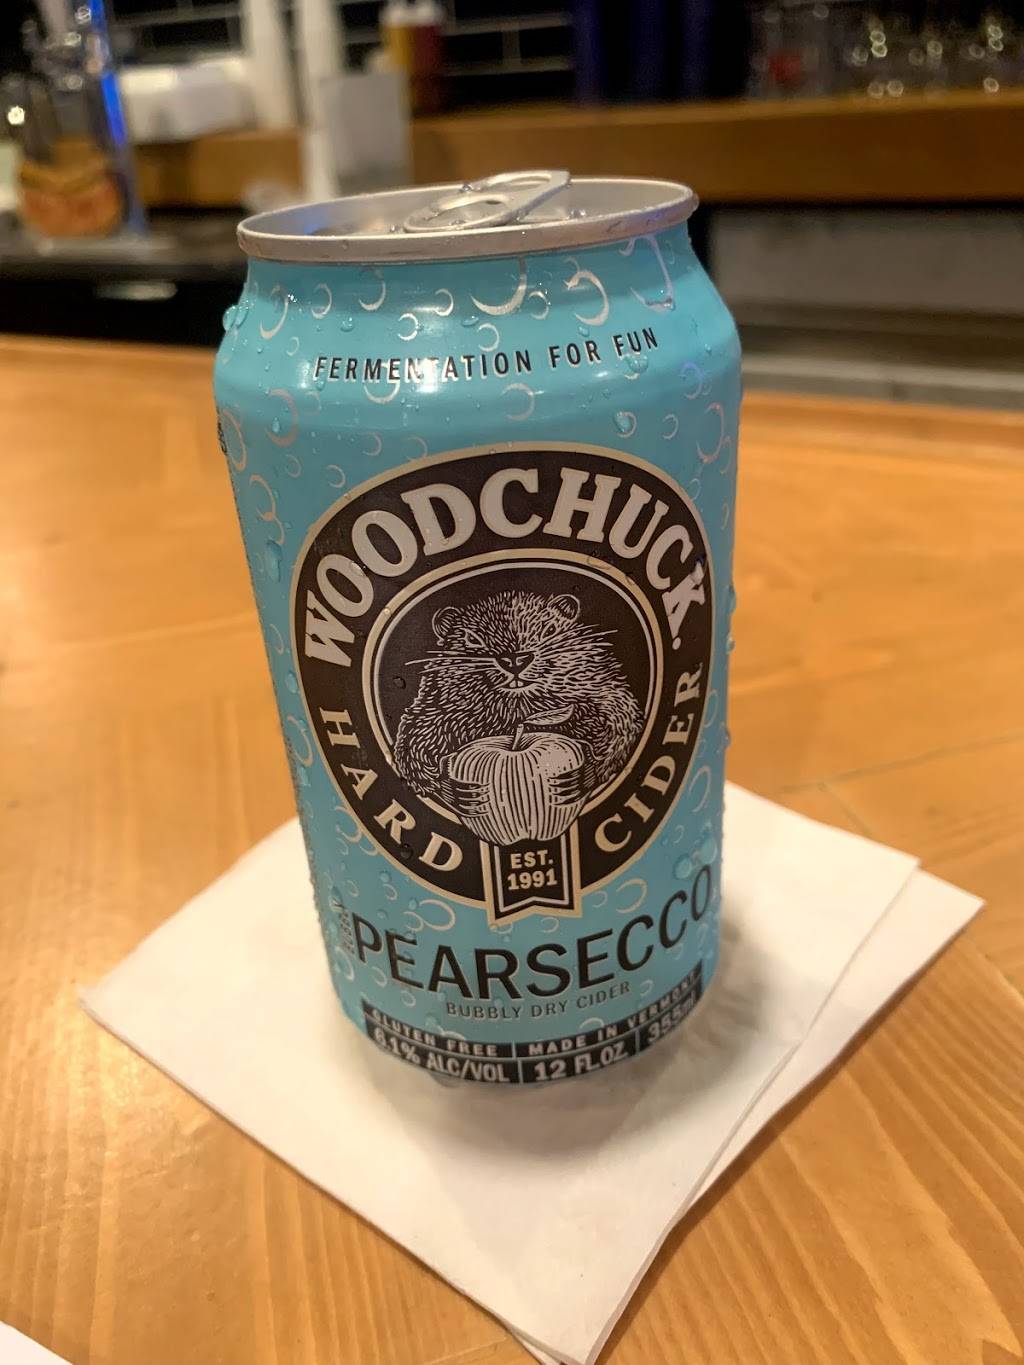 FERMENTATION FOR FUN
WOODCHUCK
HARD CIDER
EST.
1991
PEARSECCO
BUBBLY DRY CIDER
GLUTEN FREE | MADE IN VERMONT
6.1% ALC/VOL | 12 FL.OZ | 355ml